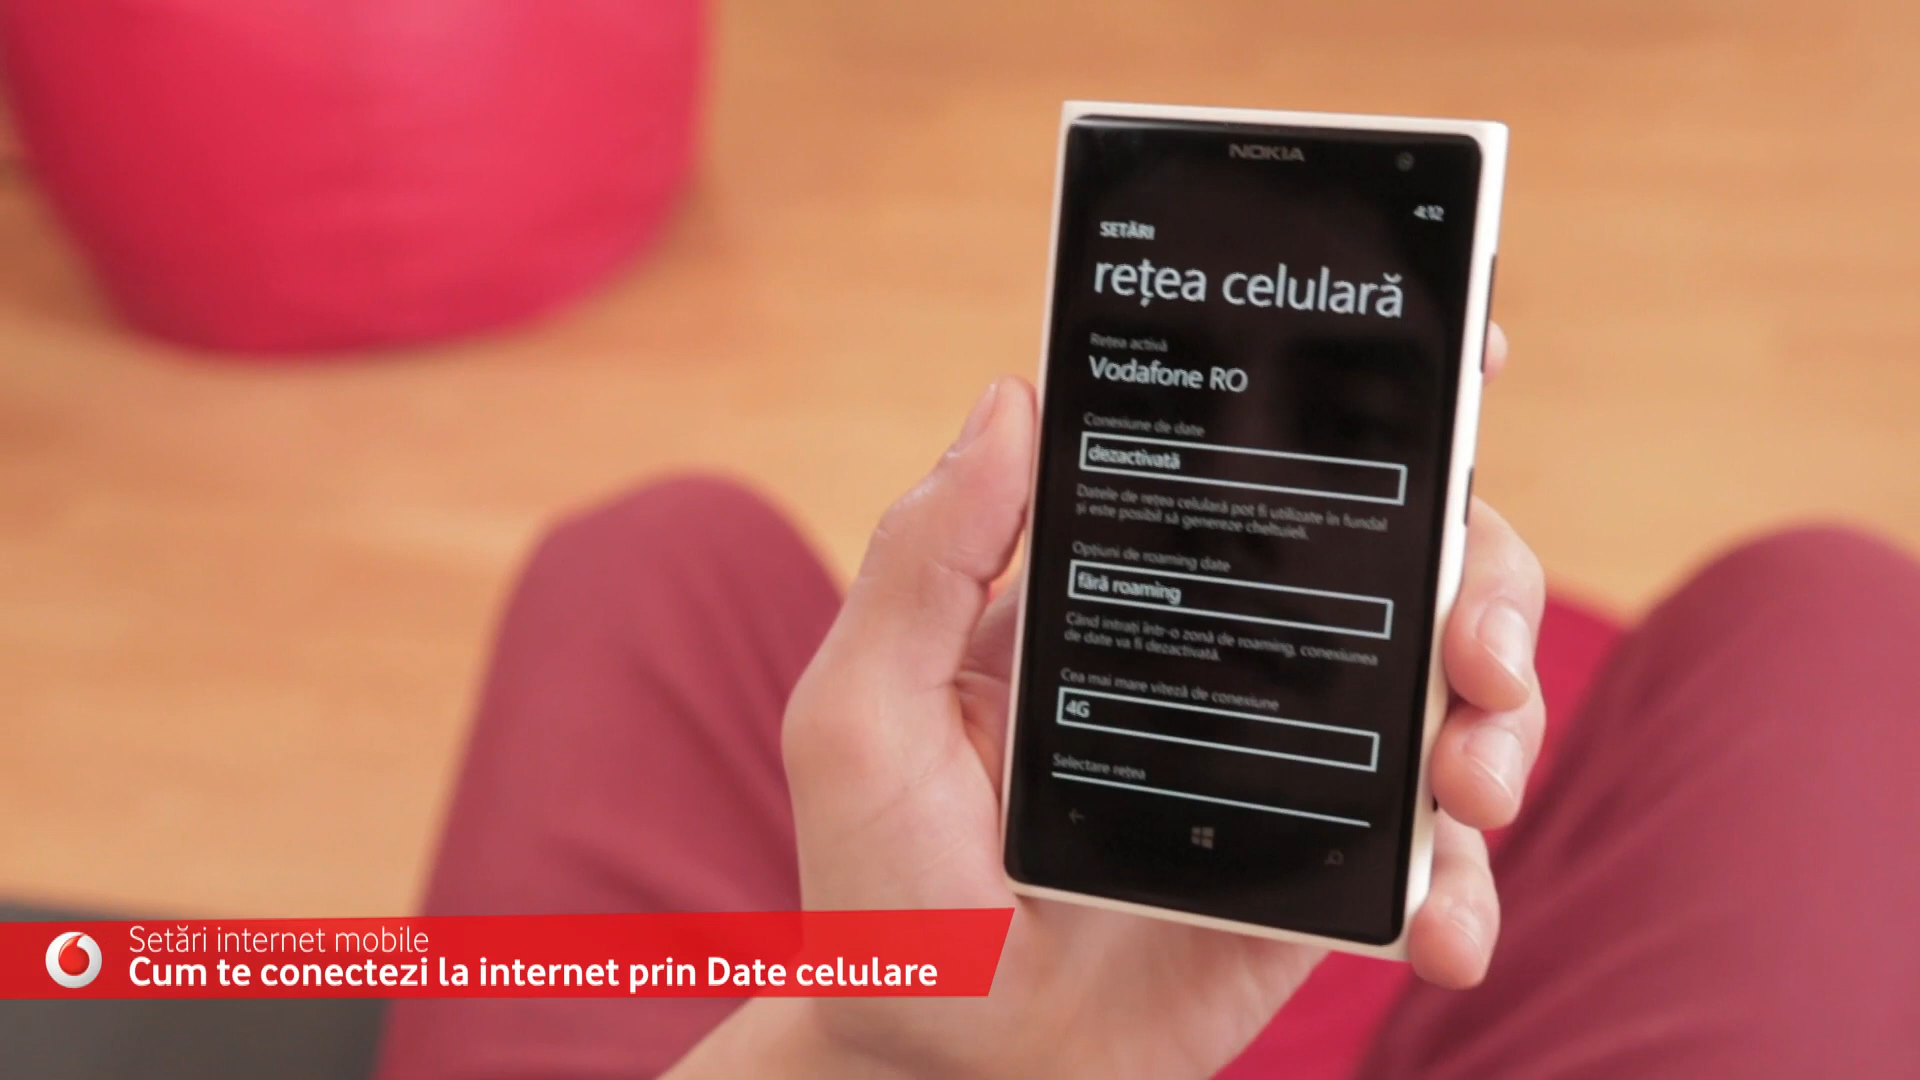 NOKIA
4:12
SETĂRI
rețea celulară
Rețea activă
Vodafone RO
Conexiune de date
dezactivată
Datele de rețea celulară pot fi utilizate în fundal
și este posibil să genereze cheltuieli.
Opțiuni de roaming date
fără roaming
Când intrați într-o zonă de roaming, conexiunea
de date va fi dezactivată.
Cea mai mare viteză de conexiune
4G
Selectare rețea
Setări internet mobile
Cum te conectezi la internet prin Date celulare